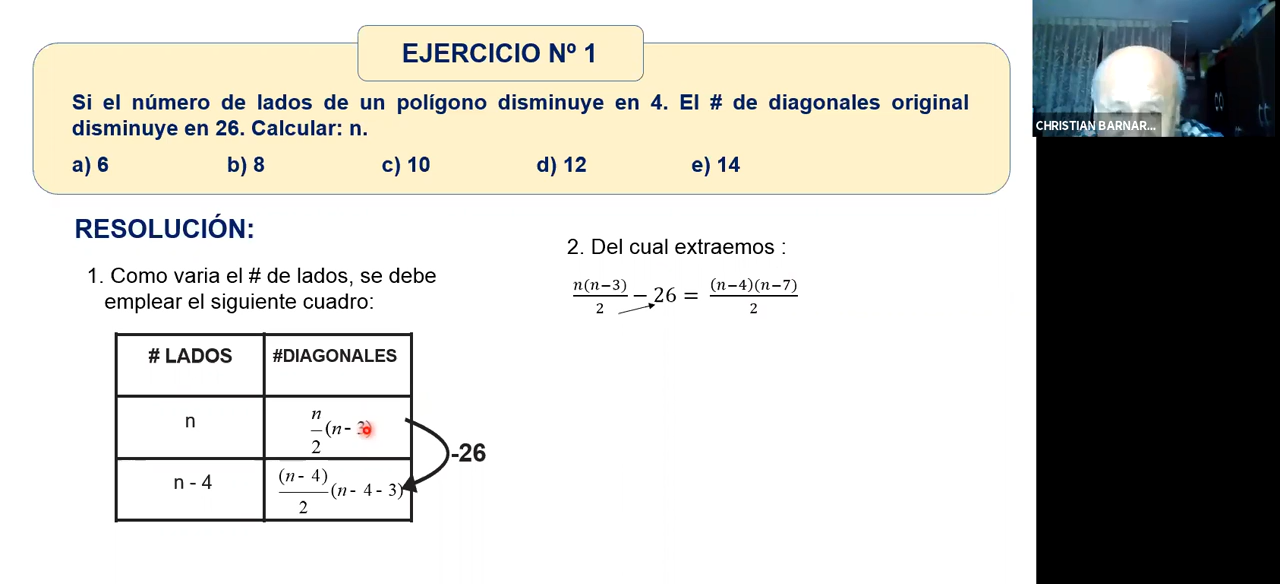 EJERCICIO Nº 1
Si el número de lados de un polígono disminuye en 4. El # de diagonales original
disminuye en 26. Calcular: n.
a) 6 b) 8 c) 10 d) 12 e) 14
CHRISTIAN BARNAR...
RESOLUCIÓN:
1. Como varia el # de lados, se debe
emplear el siguiente cuadro:
# LADOS #DIAGONALES
n n/2 (n - 3)
n - 4 (n - 4)/2 (n - 4 - 3)
-26
2. Del cual extraemos :
n(n−3)/2 − 26 = (n−4)(n−7)/2